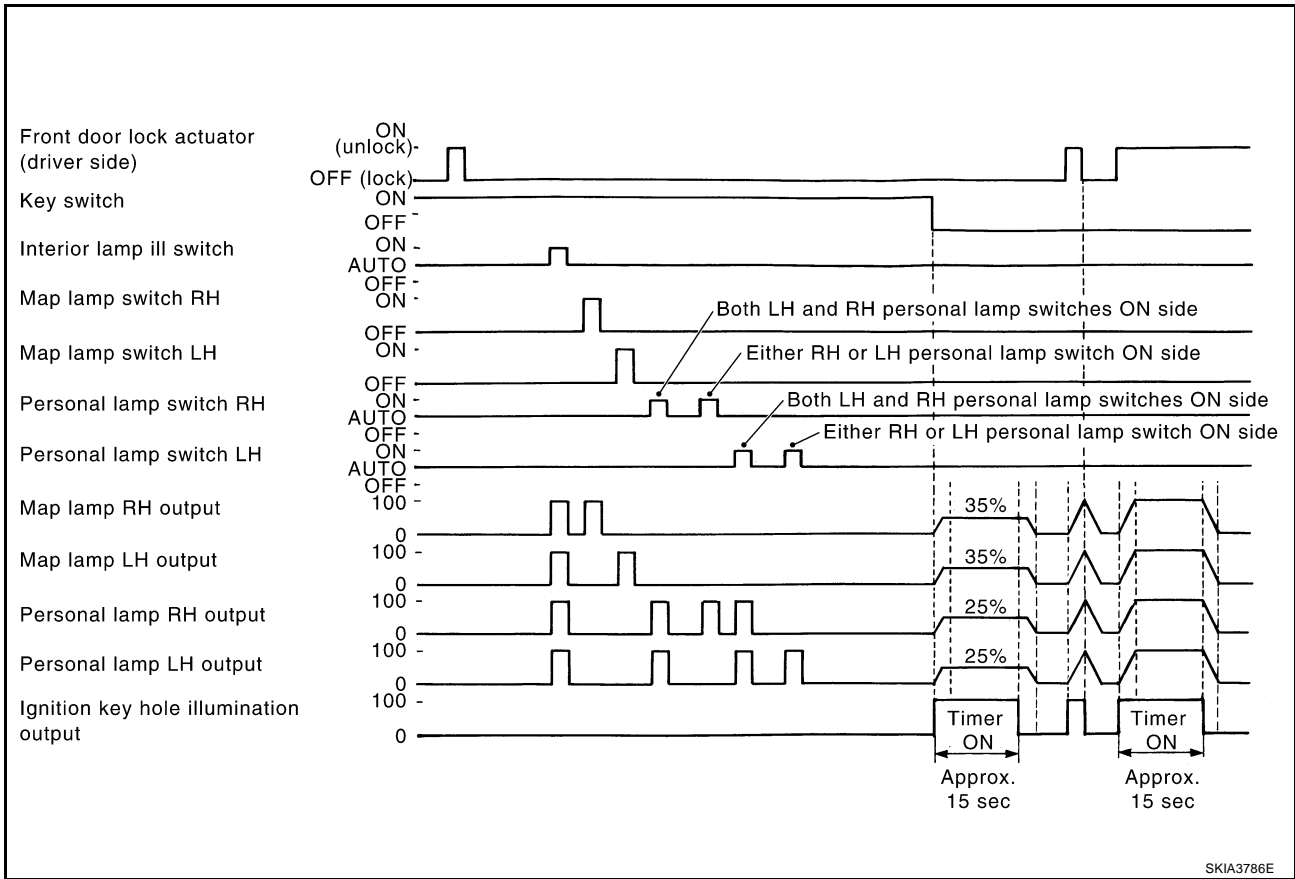 Front door lock actuator
(driver side)
ON
(unlock)
OFF (lock)
Key switch
ON
OFF
Interior lamp ill switch
ON
AUTO
OFF
Map lamp switch RH
ON
OFF
Both LH and RH personal lamp switches ON side
Map lamp switch LH
ON
OFF
Either RH or LH personal lamp switch ON side
Personal lamp switch RH
ON
AUTO
OFF
Both LH and RH personal lamp switches ON side
Personal lamp switch LH
ON
AUTO
OFF
Either RH or LH personal lamp switch ON side
Map lamp RH output
100
0
35%
Map lamp LH output
100
0
35%
Personal lamp RH output
100
0
25%
Personal lamp LH output
100
0
25%
Ignition key hole illumination
output
100
0
Timer
ON
Timer
ON
Approx.
15 sec
Approx.
15 sec
SKIA3786E